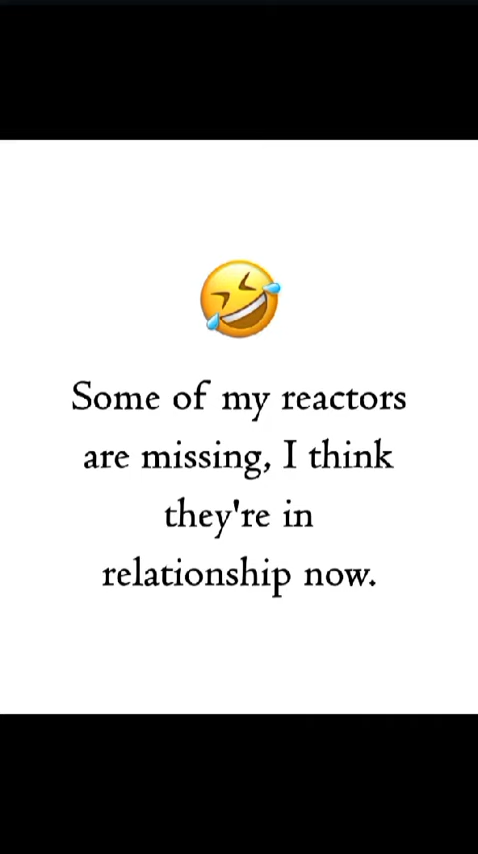 Some of my reactors
are missing, I think
they're in
relationship now.